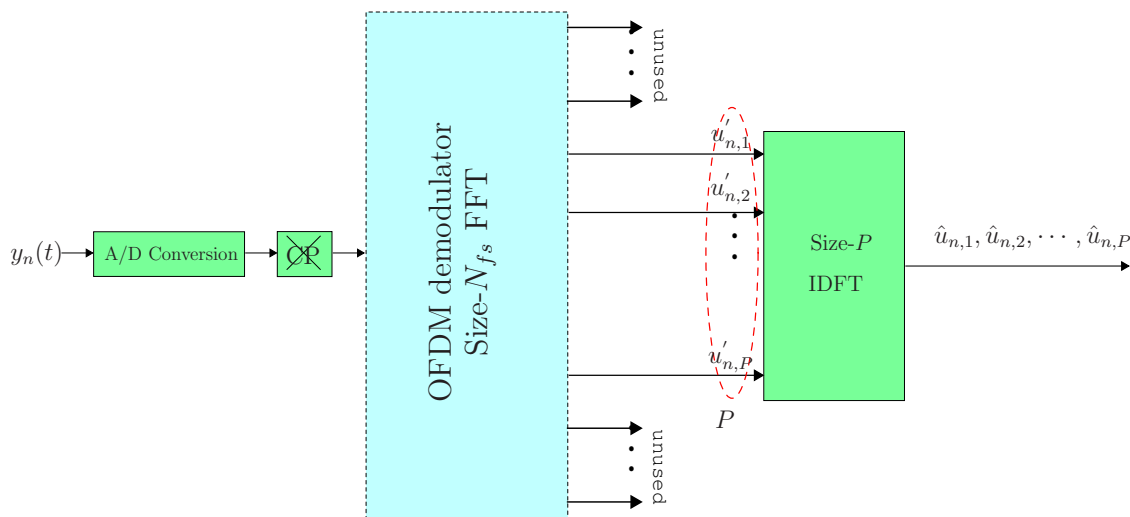 yₙ(t)
A/D Conversion
CP
OFDM demodulator
Size-N_{fs} FFT
unused
u'_{n,1}
u'_{n,2}
u'_{n,P}
P
unused
Size-P
IDFT
û_{n,1}, û_{n,2}, ⋯ , û_{n,P}